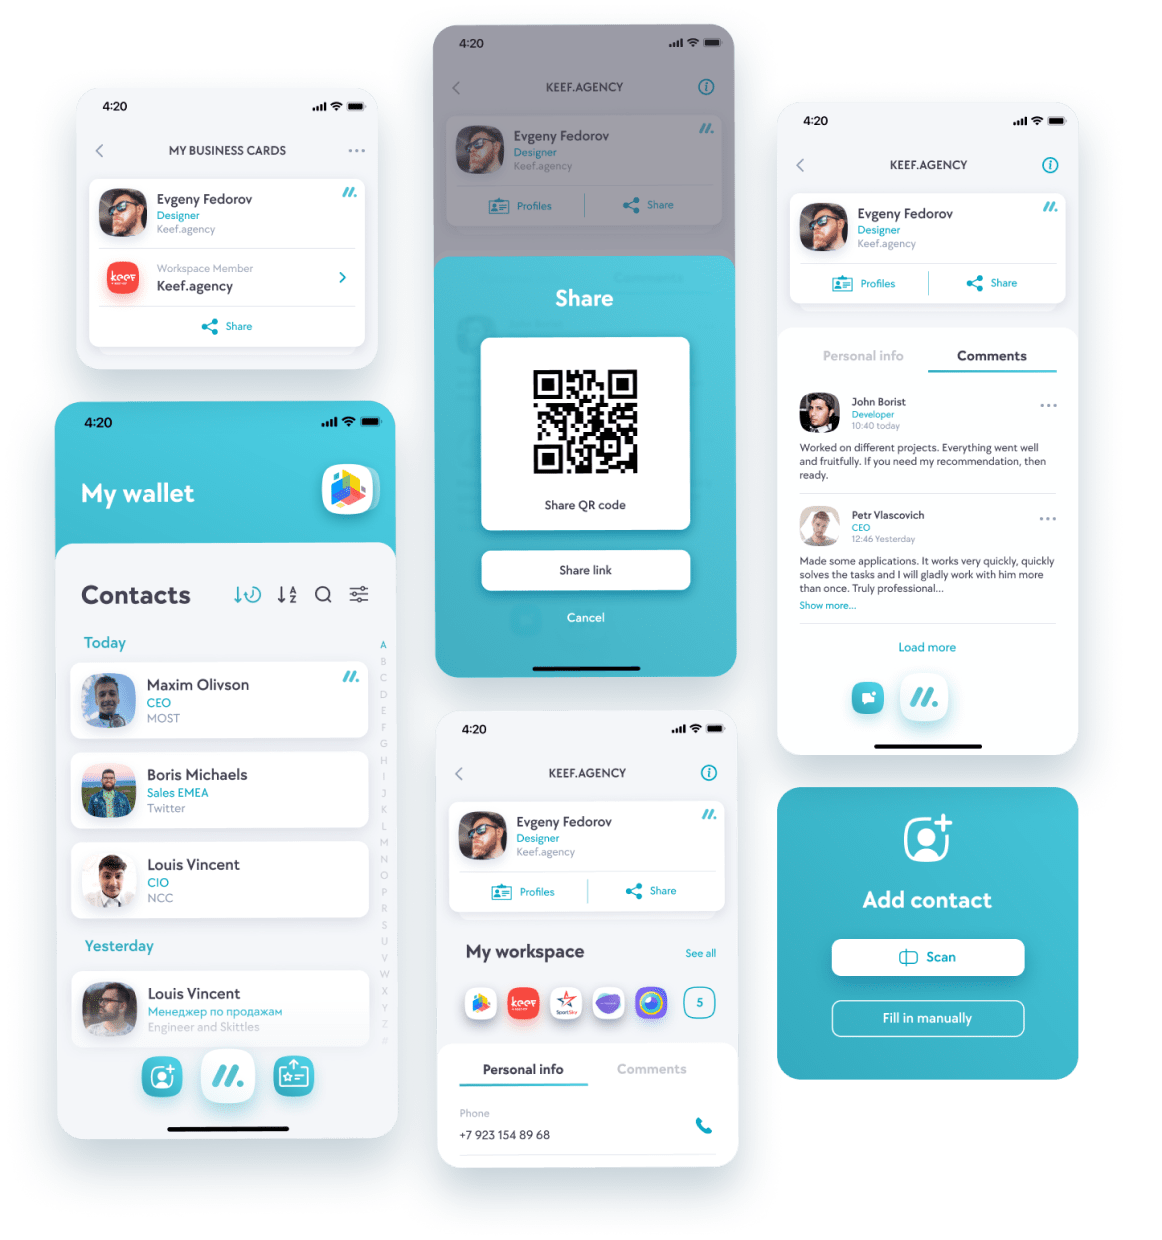 4:20
MY BUSINESS CARDS
Evgeny Fedorov
Designer
Keef.agency
keef
Workspace Member
Keef.agency
Share
4:20
My wallet
Contacts
A
Z
Today
Maxim Olivson
CEO
MOST
Boris Michaels
Sales EMEA
Twitter
Louis Vincent
CIO
NCC
Yesterday
Louis Vincent
Менеджер по продажам
Engineer and Skittles
A
B
C
D
E
F
G
H
I
J
K
L
M
N
O
P
R
S
U
V
W
X
Y
Z
#
4:20
KEEF.AGENCY
Evgeny Fedorov
Designer
Keef.agency
Profiles
Share
Comments
Share
Share QR code
Share link
Cancel
4:20
KEEF.AGENCY
Evgeny Fedorov
Designer
Keef.agency
Profiles
Share
My workspace
See all
keef
SportSky
5
Personal info
Comments
Phone
+7 923 154 89 68
4:20
KEEF.AGENCY
Evgeny Fedorov
Designer
Keef.agency
Profiles
Share
Personal info
Comments
John Borist
Developer
10:40 today
Worked on different projects. Everything went well
and fruitfully. If you need my recommendation, then
ready.
Petr Vlascovich
CEO
12:46 Yesterday
Made some applications. It works very quickly, quickly
solves the tasks and I will gladly work with him more
than once. Truly professional...
Show more...
Load more
Add contact
Scan
Fill in manually